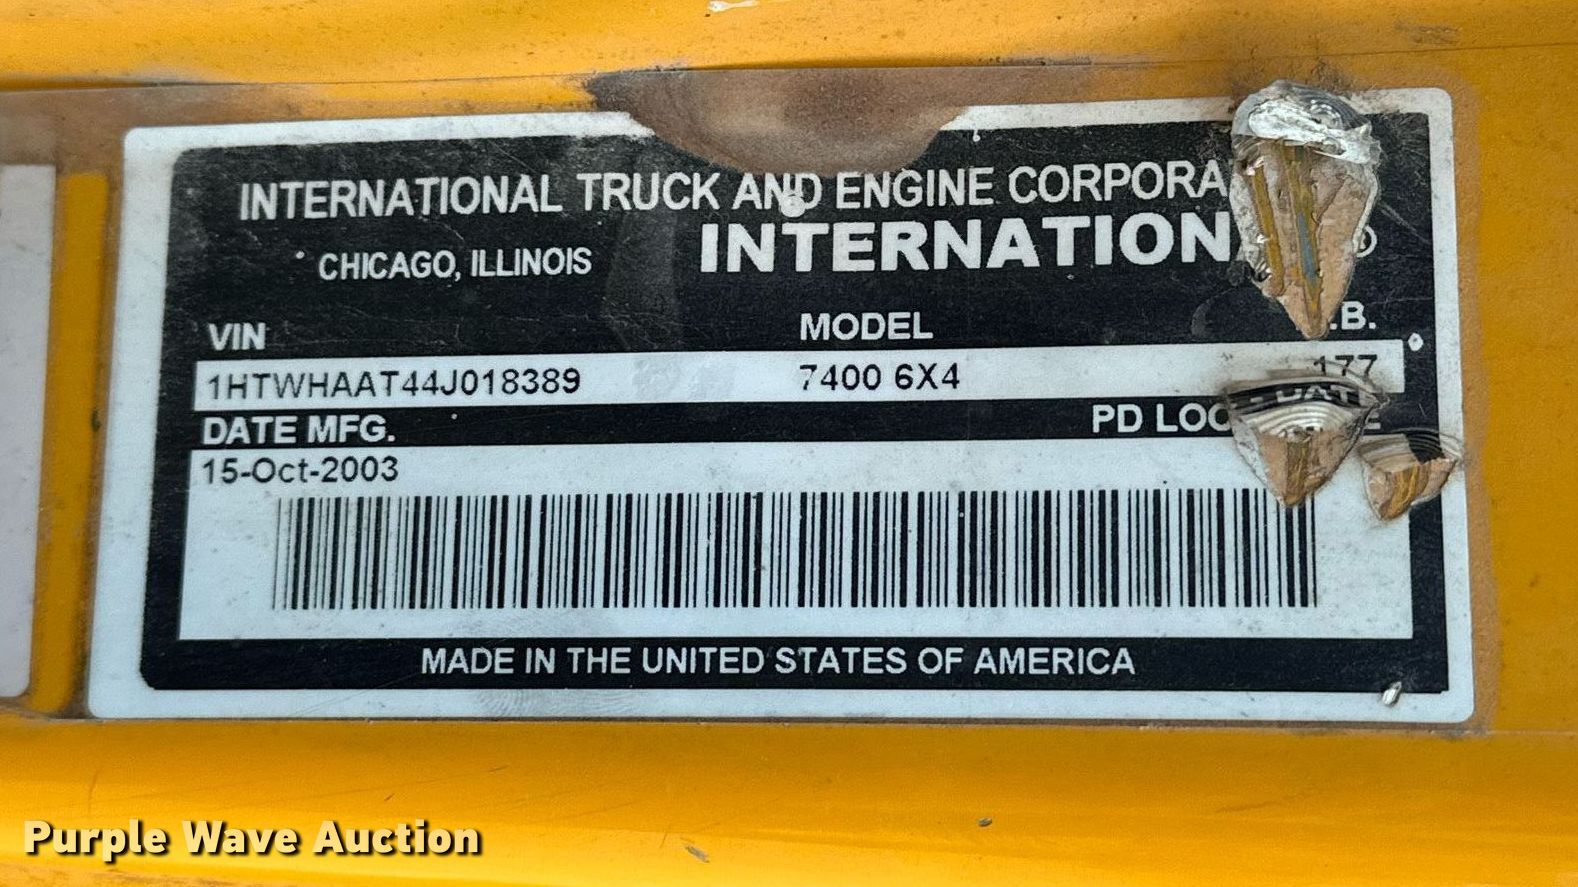 INTERNATIONAL TRUCK AND ENGINE CORPORA
CHICAGO, ILLINOIS INTERNATION ®
VIN MODEL .B.
1HTWHAAT44J018389 7400 6X4 177
DATE MFG. PD LOC - DATE
15-Oct-2003
MADE IN THE UNITED STATES OF AMERICA
Purple Wave Auction